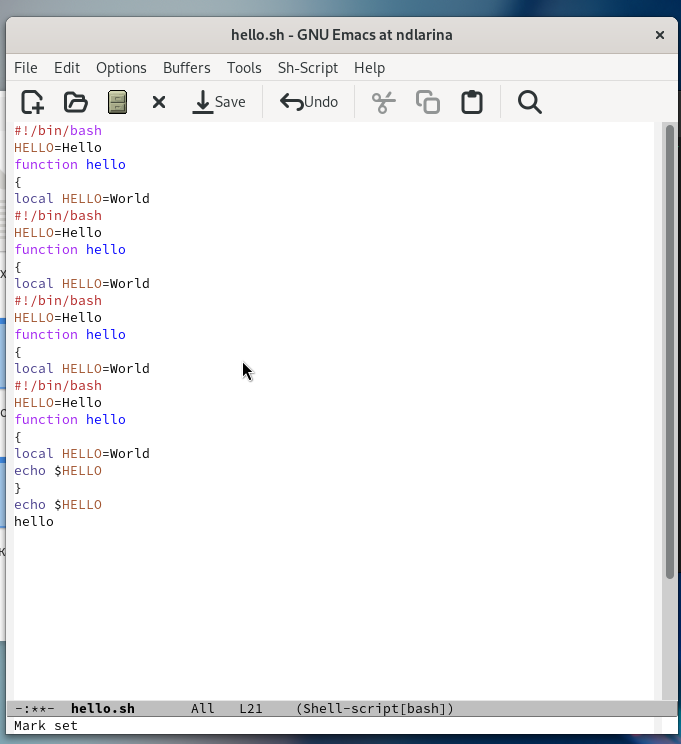 hello.sh - GNU Emacs at ndlarina
File Edit Options Buffers Tools Sh-Script Help
Save Undo
#!/bin/bash
HELLO=Hello
function hello
{
local HELLO=World
#!/bin/bash
HELLO=Hello
function hello
{
local HELLO=World
#!/bin/bash
HELLO=Hello
function hello
{
local HELLO=World
#!/bin/bash
HELLO=Hello
function hello
{
local HELLO=World
echo $HELLO
}
echo $HELLO
hello
-:**- hello.sh All L21 (Shell-script[bash])
Mark set